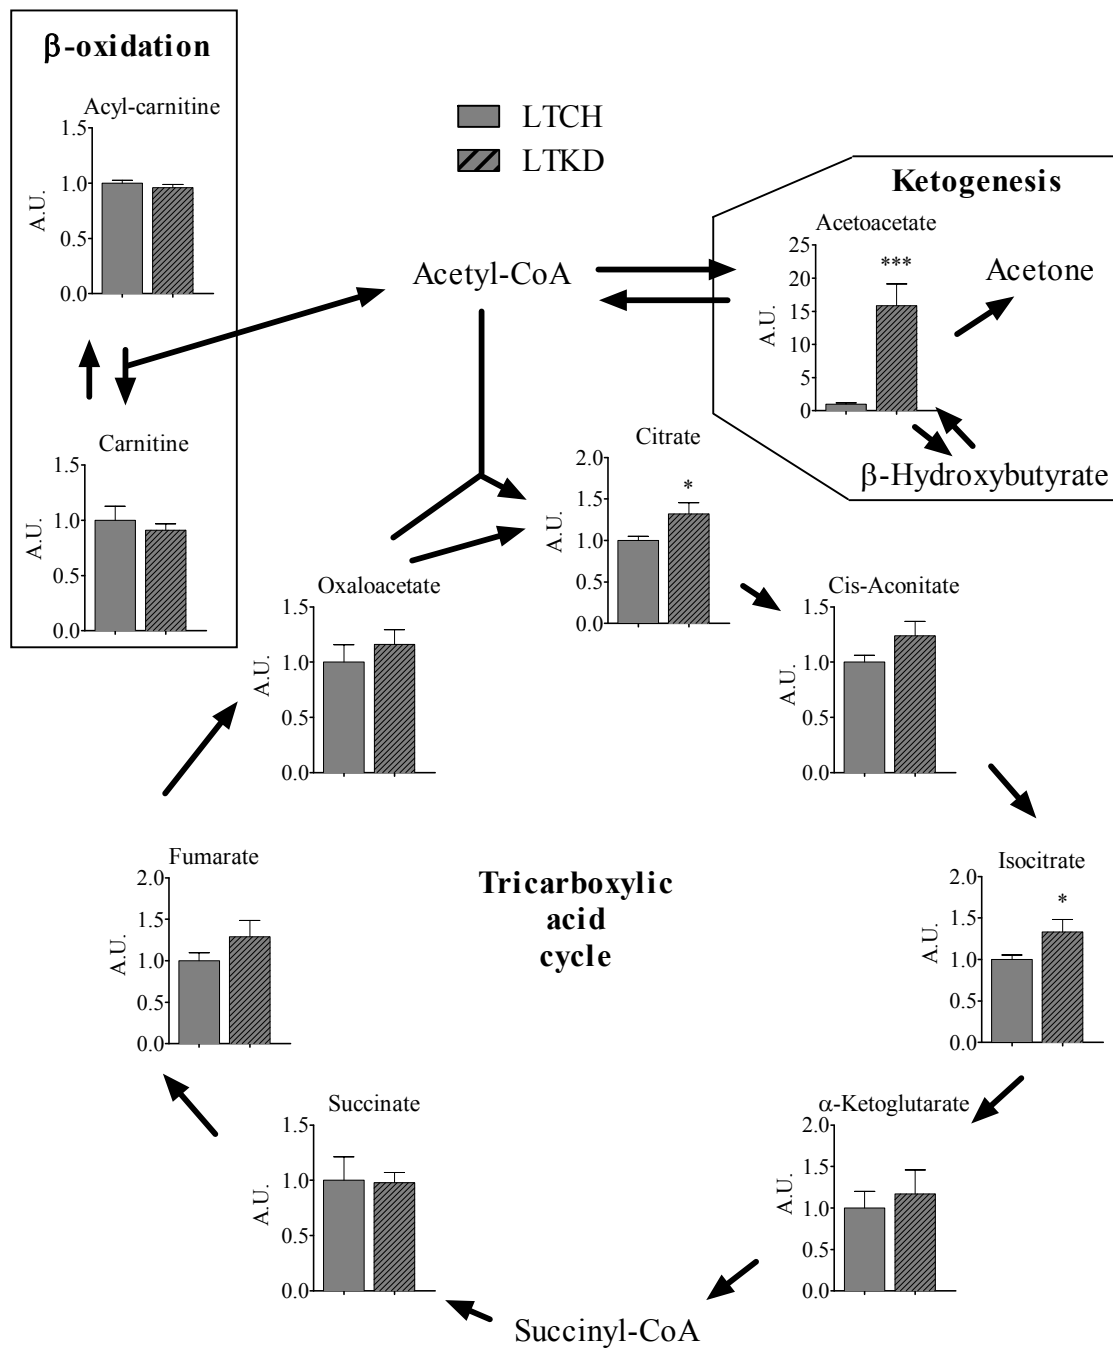 β-oxidation
Acyl-carnitine
1.5
1.0
0.5
0.0
A.U.
Carnitine
1.5
1.0
0.5
0.0
A.U.
LTCH
LTKD
Acetyl-CoA
Ketogenesis
Acetoacetate
25
20
15
10
5
0
A.U.
***
Acetone
β-Hydroxybutyrate
Citrate
2.0
1.5
1.0
0.5
0.0
A.U.
*
Cis-Aconitate
1.5
1.0
0.5
0.0
A.U.
Isocitrate
2.0
1.5
1.0
0.5
0.0
A.U.
*
α-Ketoglutarate
2.0
1.5
1.0
0.5
0.0
A.U.
Succinyl-CoA
Succinate
1.5
1.0
0.5
0.0
A.U.
Fumarate
2.0
1.5
1.0
0.5
0.0
A.U.
Oxaloacetate
1.5
1.0
0.5
0.0
A.U.
Tricarboxylic
acid
cycle